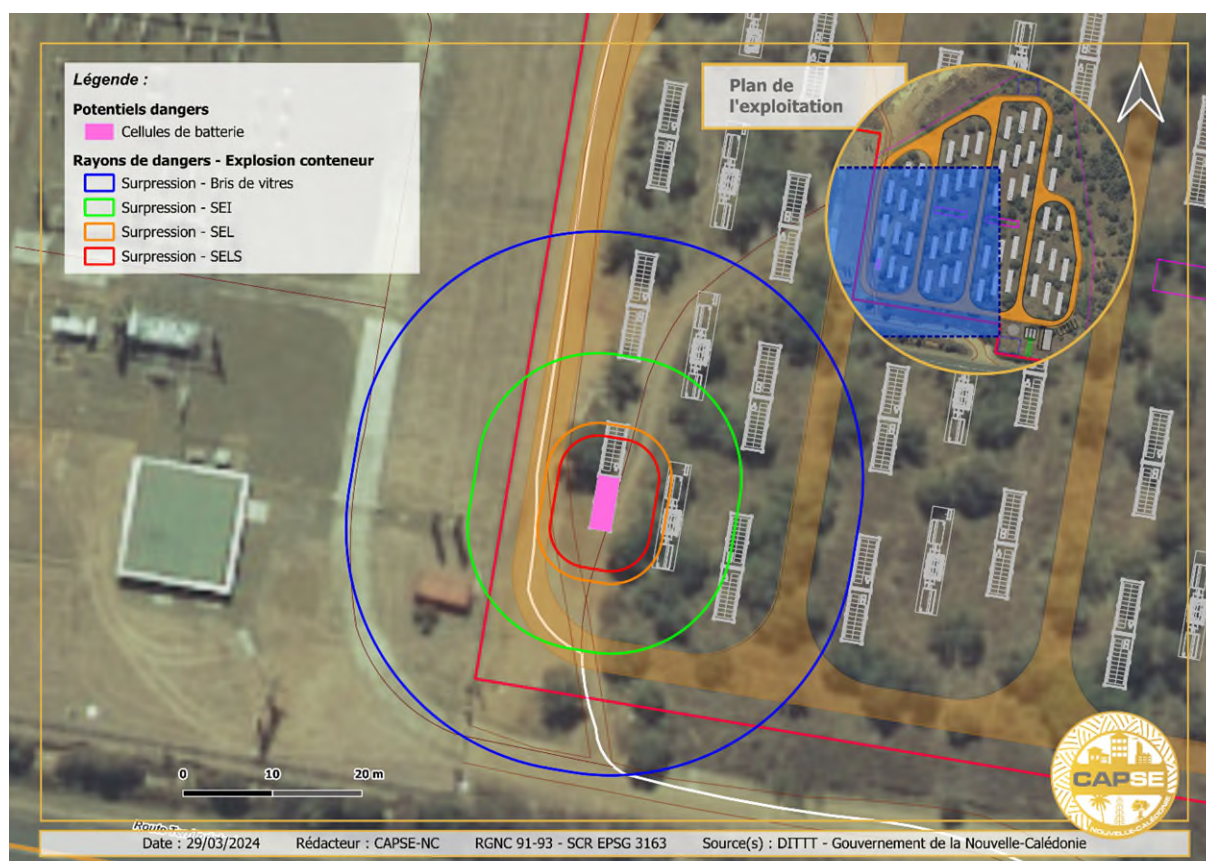 Légende :
Potentiels dangers
Cellules de batterie
Rayons de dangers - Explosion conteneur
Surpression - Bris de vitres
Surpression - SEI
Surpression - SEL
Surpression - SELS
Plan de
l'exploitation
0 10 20 m
CAPSE
NOUVELLE-CALÉDONIE
Date : 29/03/2024 Rédacteur : CAPSE-NC RGNC 91-93 - SCR EPSG 3163 Source(s) : DITTT - Gouvernement de la Nouvelle-Calédonie